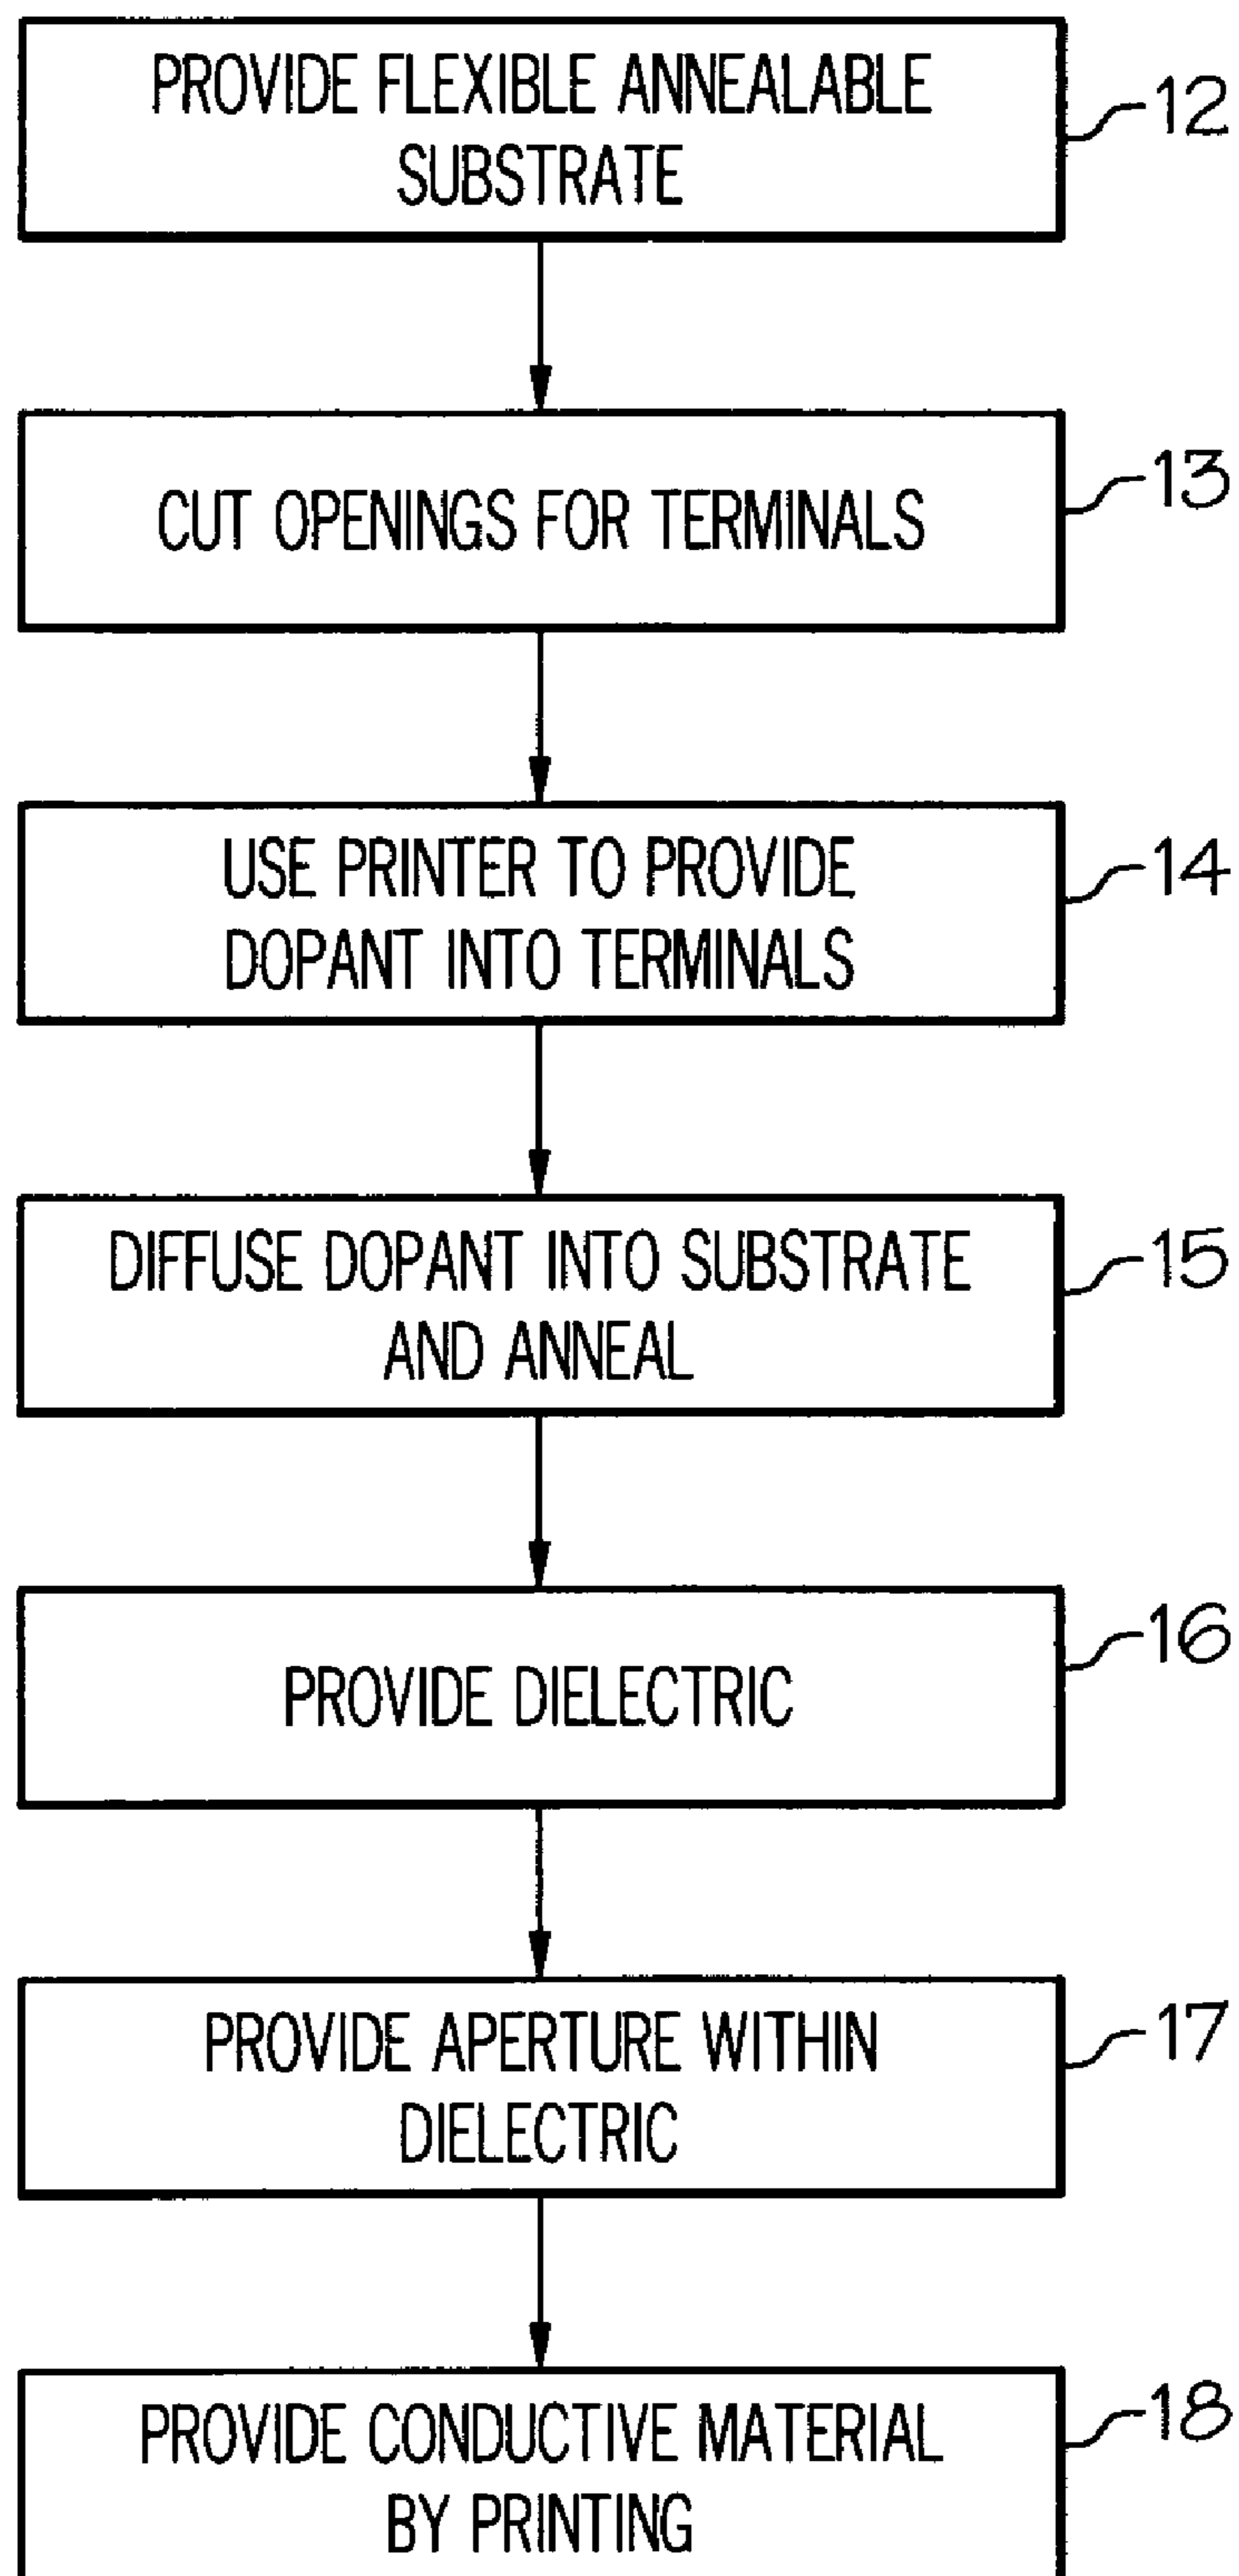 PROVIDE FLEXIBLE ANNEALABLE
SUBSTRATE
12
CUT OPENINGS FOR TERMINALS
13
USE PRINTER TO PROVIDE
DOPANT INTO TERMINALS
14
DIFFUSE DOPANT INTO SUBSTRATE
AND ANNEAL
15
PROVIDE DIELECTRIC
16
PROVIDE APERTURE WITHIN
DIELECTRIC
17
PROVIDE CONDUCTIVE MATERIAL
BY PRINTING
18